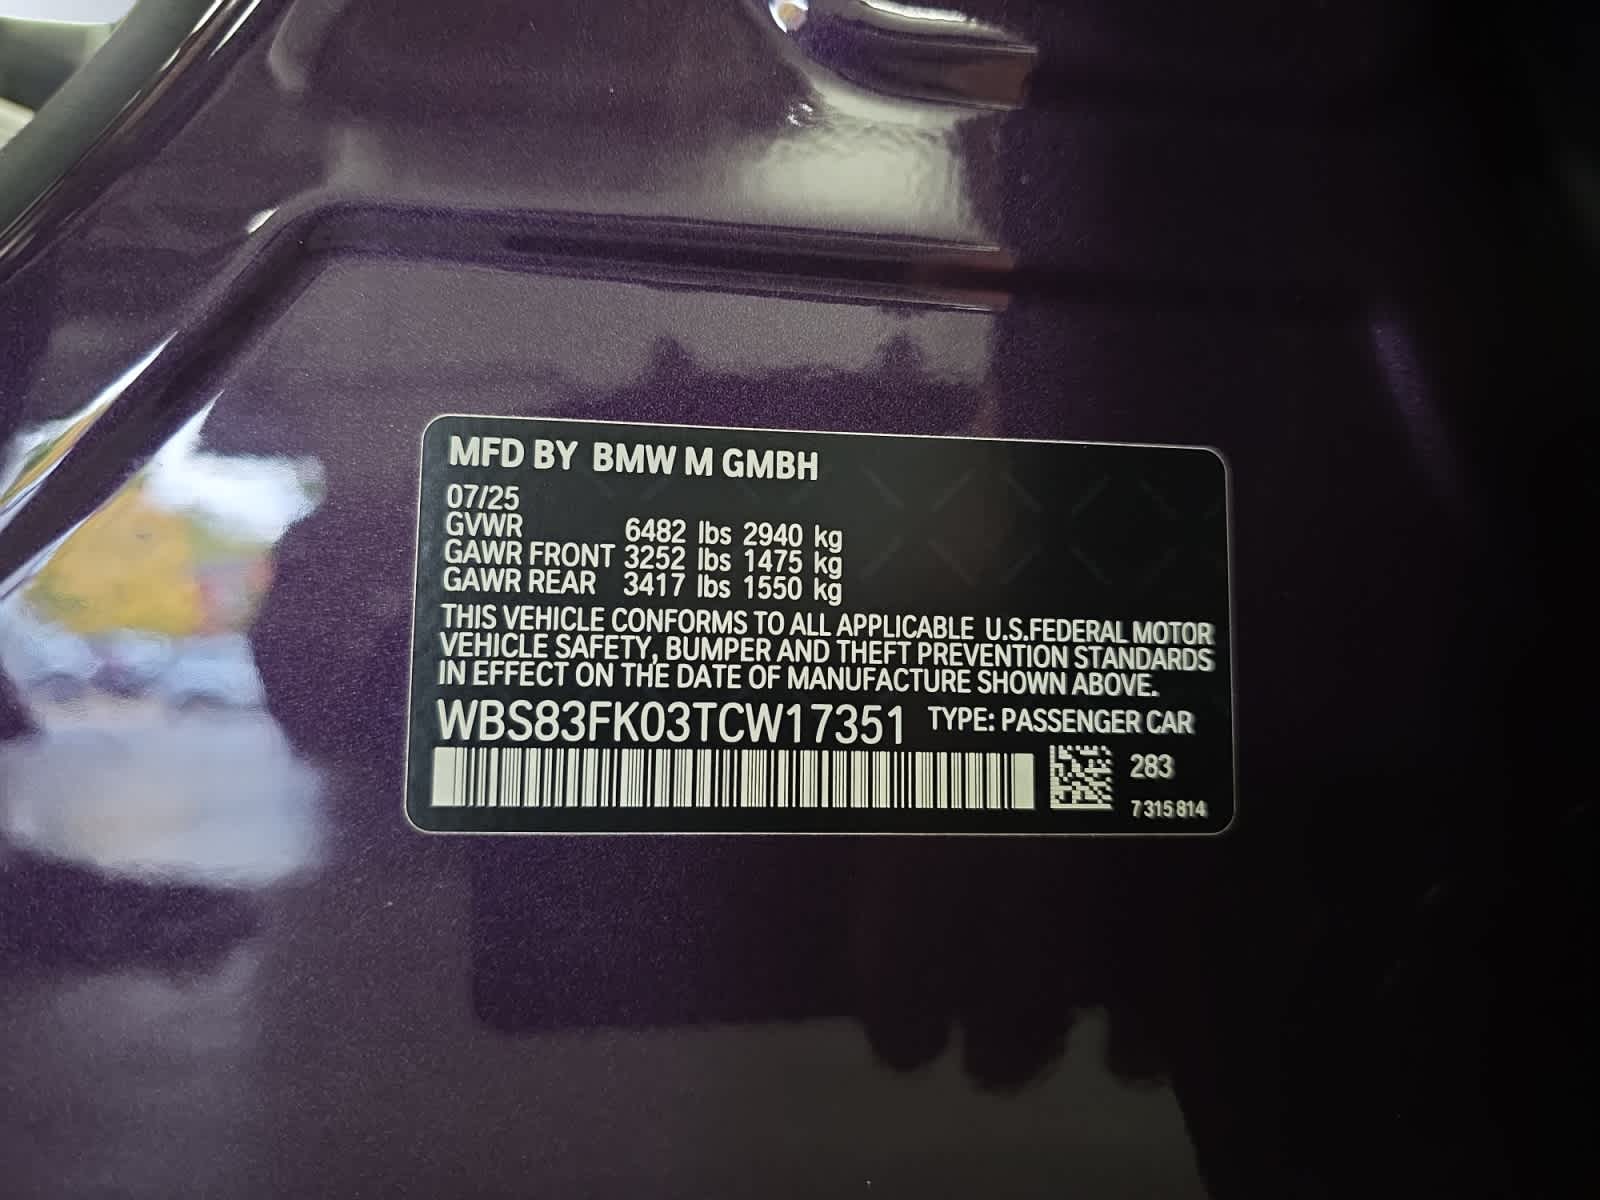 MFD BY BMW M GMBH
07/25
GVWR 6482 lbs 2940 kg
GAWR FRONT 3252 lbs 1475 kg
GAWR REAR 3417 lbs 1550 kg
THIS VEHICLE CONFORMS TO ALL APPLICABLE U.S.FEDERAL MOTOR
VEHICLE SAFETY, BUMPER AND THEFT PREVENTION STANDARDS
IN EFFECT ON THE DATE OF MANUFACTURE SHOWN ABOVE.
WBS83FK03TCW17351 TYPE: PASSENGER CAR
283
7 315 814